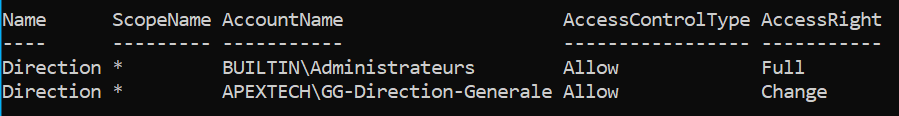 Name      ScopeName AccountName                   AccessControlType AccessRight
----      --------- -----------                   ----------------- -----------
Direction *         BUILTIN\Administrateurs       Allow             Full
Direction *         APEXTECH\GG-Direction-Generale Allow             Change